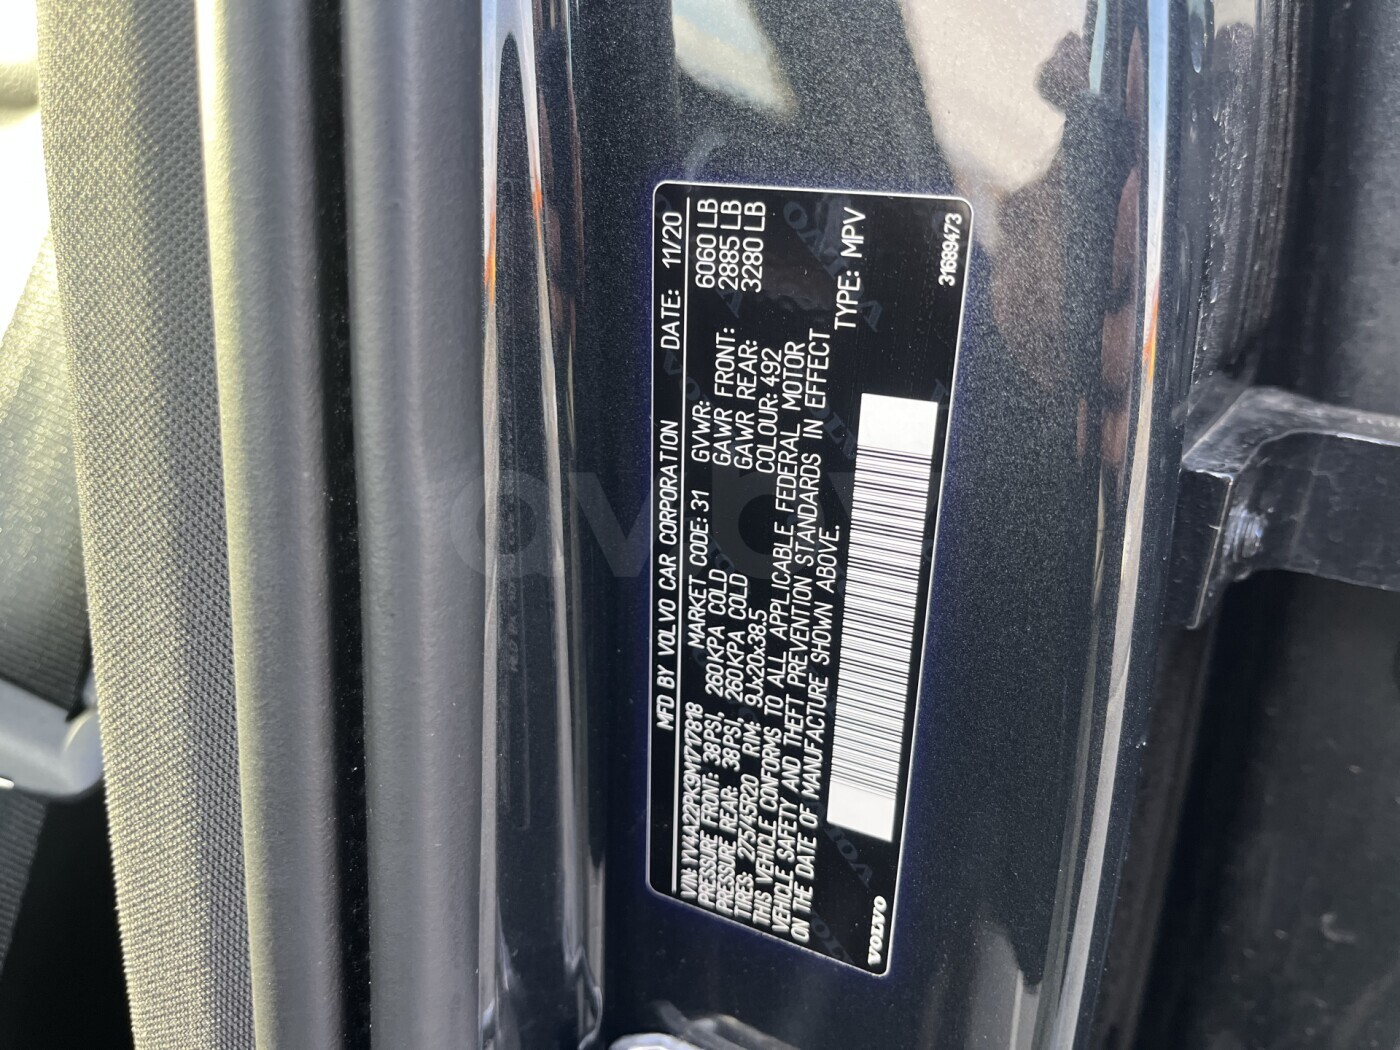 MFD BY VOLVO CAR CORPORATION DATE: 11/20
VIN: YV4A22PK9M1717818 MARKET CODE: 31 GVWR: 6060 LB
PRESSURE FRONT: 38PSI, 260KPA COLD GAWR FRONT: 2885 LB
PRESSURE REAR: 38PSI, 260KPA COLD GAWR REAR: 3280 LB
TIRES: 275/45R20 RIM: 9Jx20x38.5 COLOUR: 492
THIS VEHICLE CONFORMS TO ALL APPLICABLE FEDERAL MOTOR
VEHICLE SAFETY AND THEFT PREVENTION STANDARDS IN EFFECT
ON THE DATE OF MANUFACTURE SHOWN ABOVE.
TYPE: MPV
VOLVO
31689473